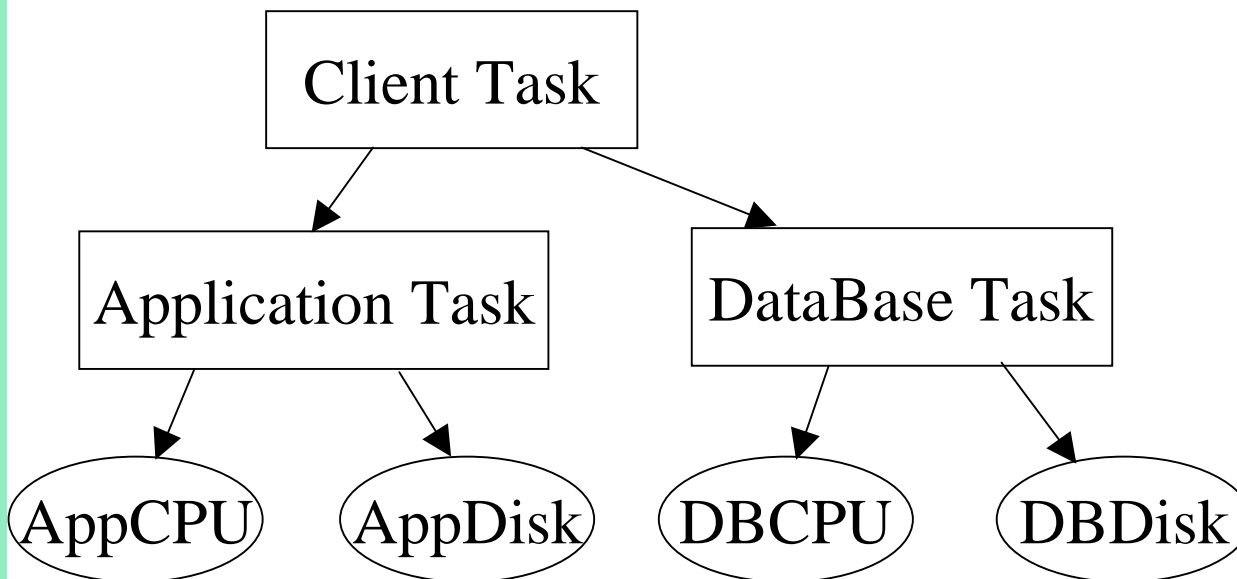 Client Task
Application Task
DataBase Task
AppCPU
AppDisk
DBCPU
DBDisk